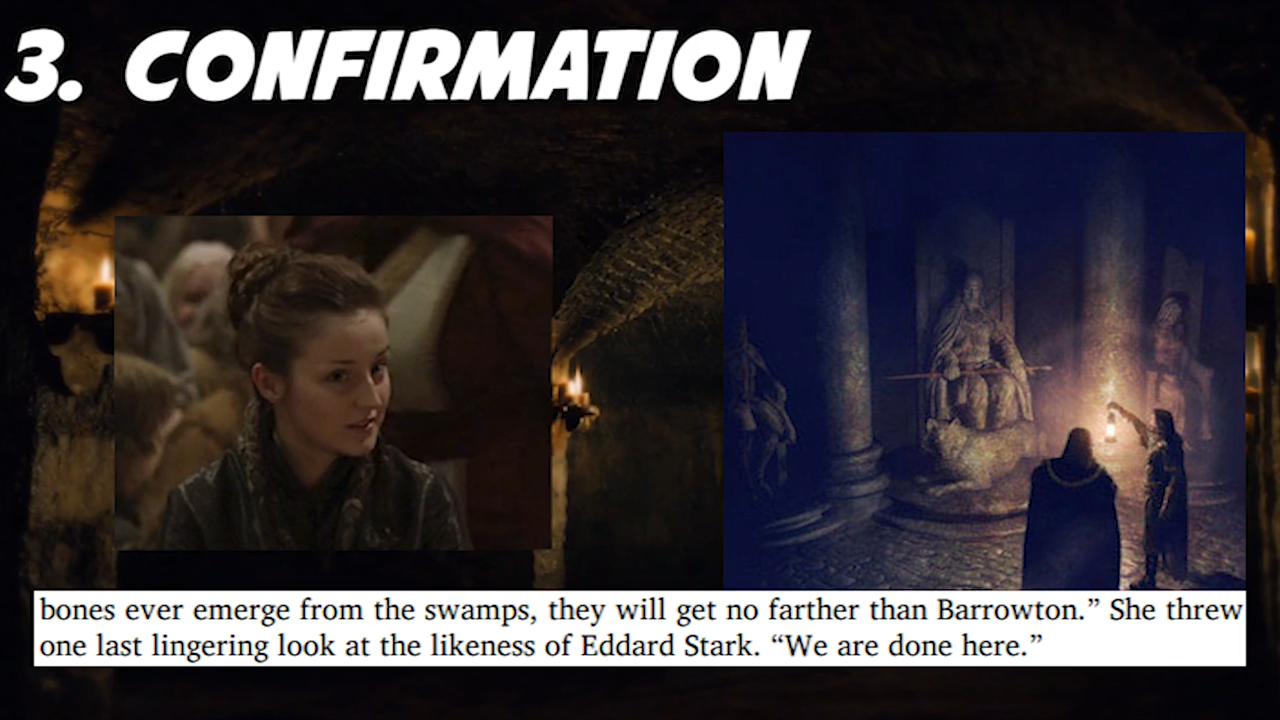 3. CONFIRMATION
bones ever emerge from the swamps, they will get no farther than Barrowton.” She threw
one last lingering look at the likeness of Eddard Stark. “We are done here.”